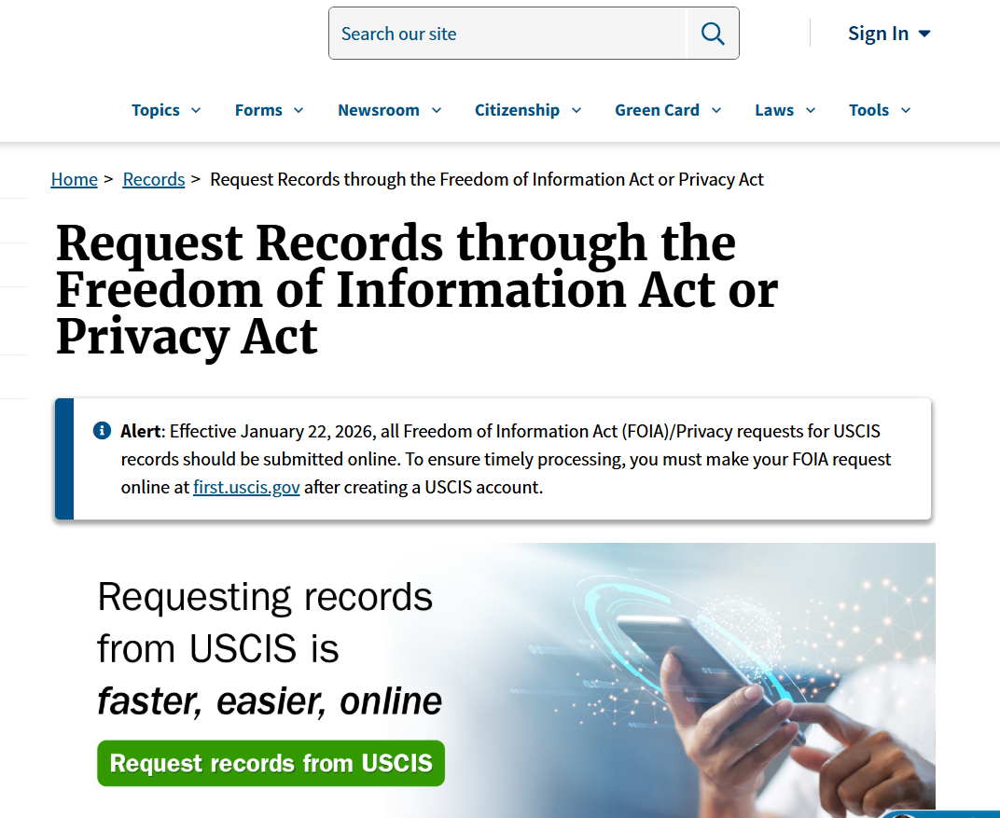 Search our site
Sign In
Topics Forms Newsroom Citizenship Green Card Laws Tools
Home > Records > Request Records through the Freedom of Information Act or Privacy Act
Request Records through the
Freedom of Information Act or
Privacy Act
Alert: Effective January 22, 2026, all Freedom of Information Act (FOIA)/Privacy requests for USCIS
records should be submitted online. To ensure timely processing, you must make your FOIA request
online at first.uscis.gov after creating a USCIS account.
Requesting records
from USCIS is
faster, easier, online
Request records from USCIS